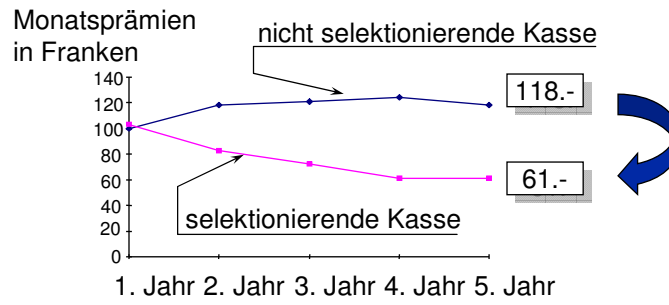 Monatsprämien
in Franken
nicht selektionierende Kasse
140
120
100
80
60
40
20
0
118.-
61.-
selektionierende Kasse
1. Jahr 2. Jahr 3. Jahr 4. Jahr 5. Jahr